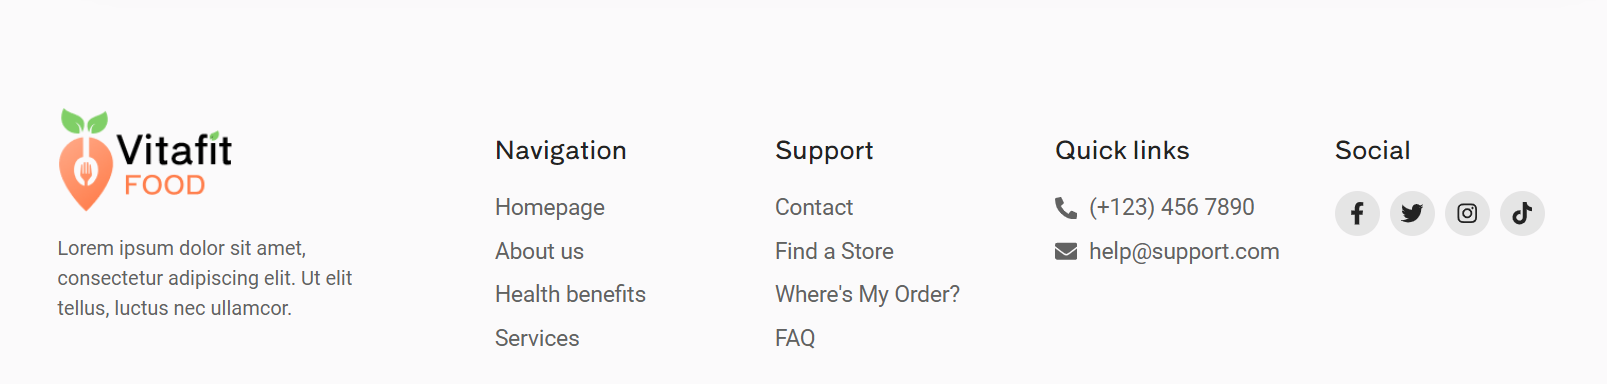 Vitafit
FOOD
Lorem ipsum dolor sit amet,
consectetur adipiscing elit. Ut elit
tellus, luctus nec ullamcor.
Navigation
Homepage
About us
Health benefits
Services
Support
Contact
Find a Store
Where's My Order?
FAQ
Quick links
(+123) 456 7890
help@support.com
Social